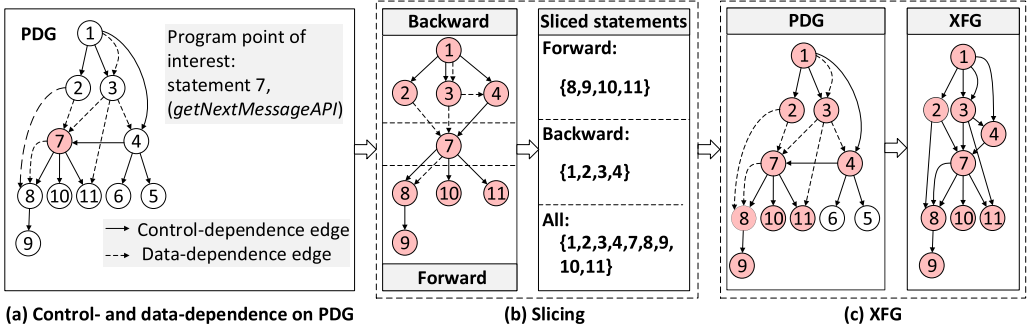 PDG
Program point of
interest:
statement 7,
(getNextMessageAPI)
1
2
3
7
4
8
10
11
6
5
9
Control-dependence edge
Data-dependence edge
(a) Control- and data-dependence on PDG
Backward
1
2
3
4
7
8
10
11
9
Forward
Sliced statements
Forward:
{8,9,10,11}
Backward:
{1,2,3,4}
All:
{1,2,3,4,7,8,9,
10,11}
(b) Slicing
PDG
1
2
3
7
4
8
10
11
6
5
9
XFG
1
2
3
4
7
8
10
11
9
(c) XFG